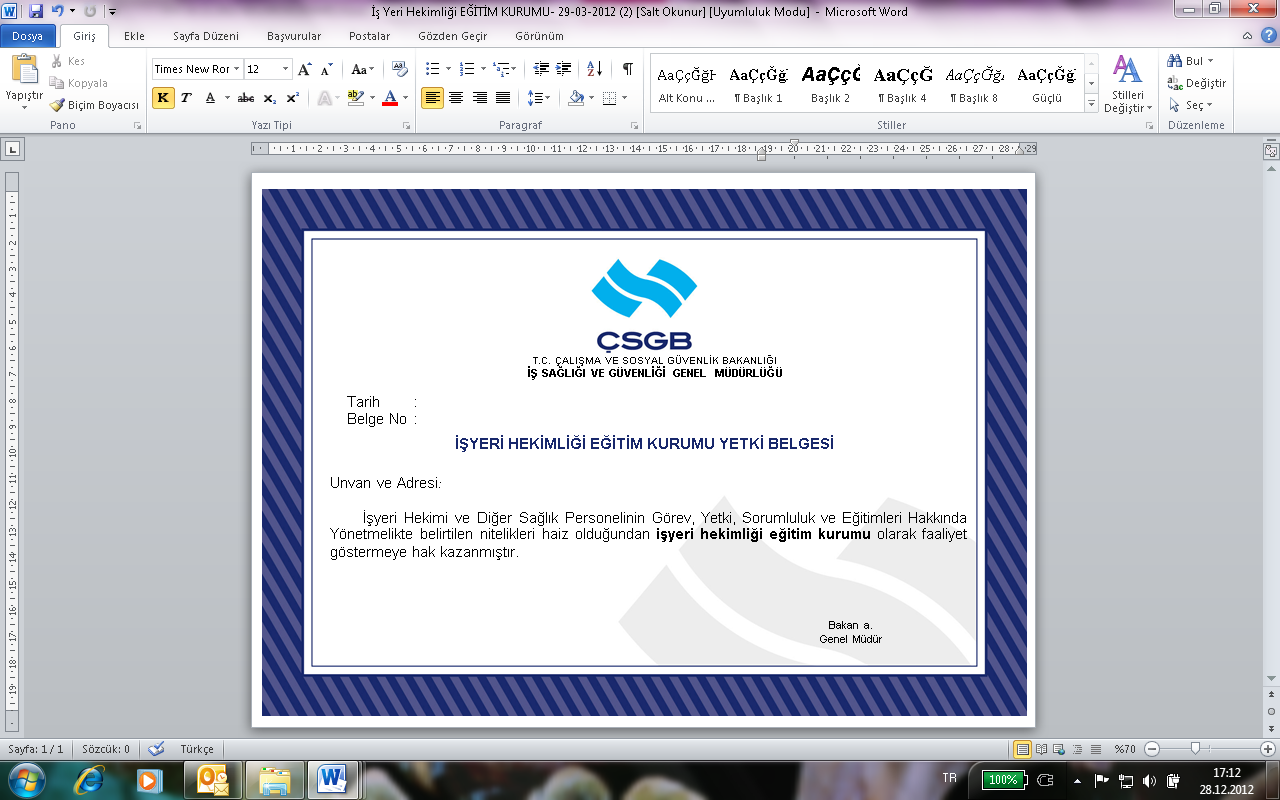 İş Yeri Hekimliği EĞİTİM KURUMU- 29-03-2012 (2) [Salt Okunur] [Uyumluluk Modu] - Microsoft Word
Dosya Giriş Ekle Sayfa Düzeni Başvurular Postalar Gözden Geçir Görünüm
Yapıştır
Kes
Kopyala
Biçim Boyacısı
Pano
Times New Ror 12
Yazı Tipi
Paragraf
AaÇçĞğH AaÇçĞğ AaÇçĞ AaÇçĞ AaÇçĞğ AaÇçĞğ
Alt Konu ... ¶ Başlık 1 Başlık 2 ¶ Başlık 4 ¶ Başlık 8 Güçlü
Stilleri
Değiştir
Stiller
Bul
Değiştir
Seç
Düzenleme
ÇSGB
T.C. ÇALIŞMA VE SOSYAL GÜVENLİK BAKANLIĞI
İŞ SAĞLIĞI VE GÜVENLİĞİ GENEL MÜDÜRLÜĞÜ
Tarih :
Belge No :
İŞYERİ HEKİMLİĞİ EĞİTİM KURUMU YETKİ BELGESİ
Unvan ve Adresi:
İşyeri Hekimi ve Diğer Sağlık Personelinin Görev, Yetki, Sorumluluk ve Eğitimleri Hakkında
Yönetmelikte belirtilen nitelikleri haiz olduğundan işyeri hekimliği eğitim kurumu olarak faaliyet
göstermeye hak kazanmıştır.
Bakan a.
Genel Müdür
Sayfa: 1 / 1 Sözcük: 0 Türkçe %70
TR 100% 17:12
28.12.2012